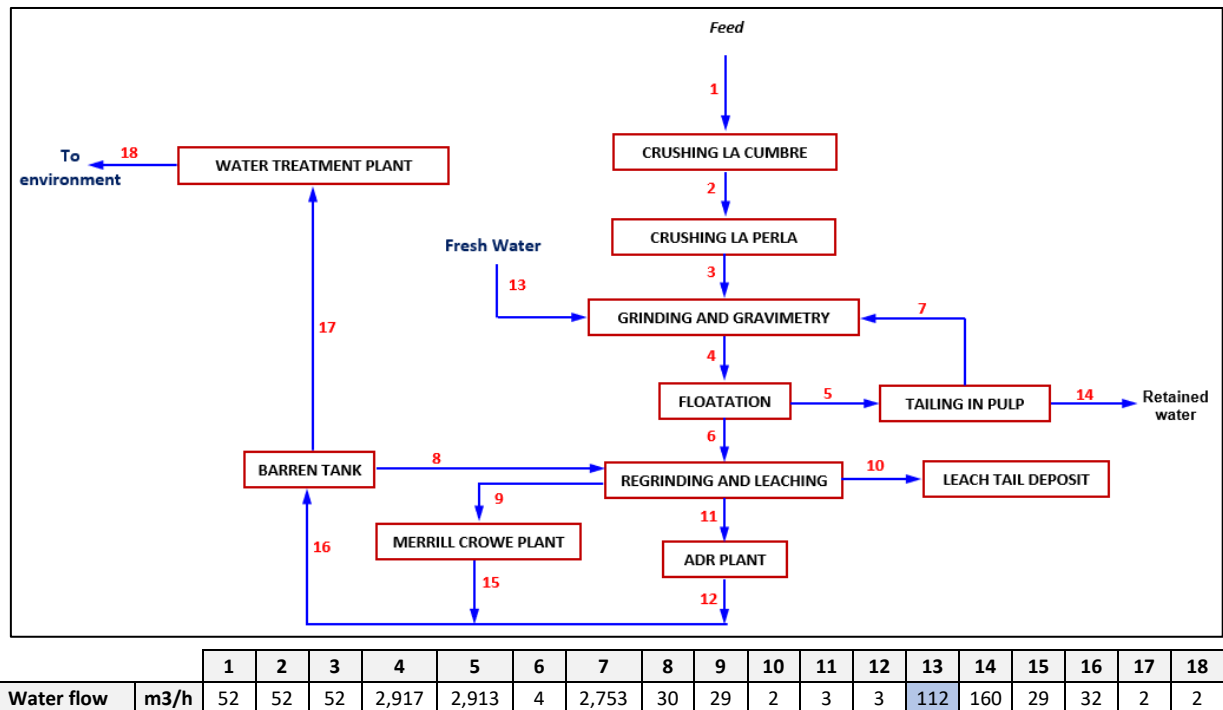 Feed
1
CRUSHING LA CUMBRE
To
environment
18
WATER TREATMENT PLANT
2
CRUSHING LA PERLA
Fresh Water
13
3
7
GRINDING AND GRAVIMETRY
17
4
FLOATATION
5
TAILING IN PULP
14
Retained
water
6
BARREN TANK
8
REGRINDING AND LEACHING
10
LEACH TAIL DEPOSIT
9
11
MERRILL CROWE PLANT
16
ADR PLANT
15
12
1 2 3 4 5 6 7 8 9 10 11 12 13 14 15 16 17 18
Water flow m3/h 52 52 52 2,917 2,913 4 2,753 30 29 2 3 3 112 160 29 32 2 2